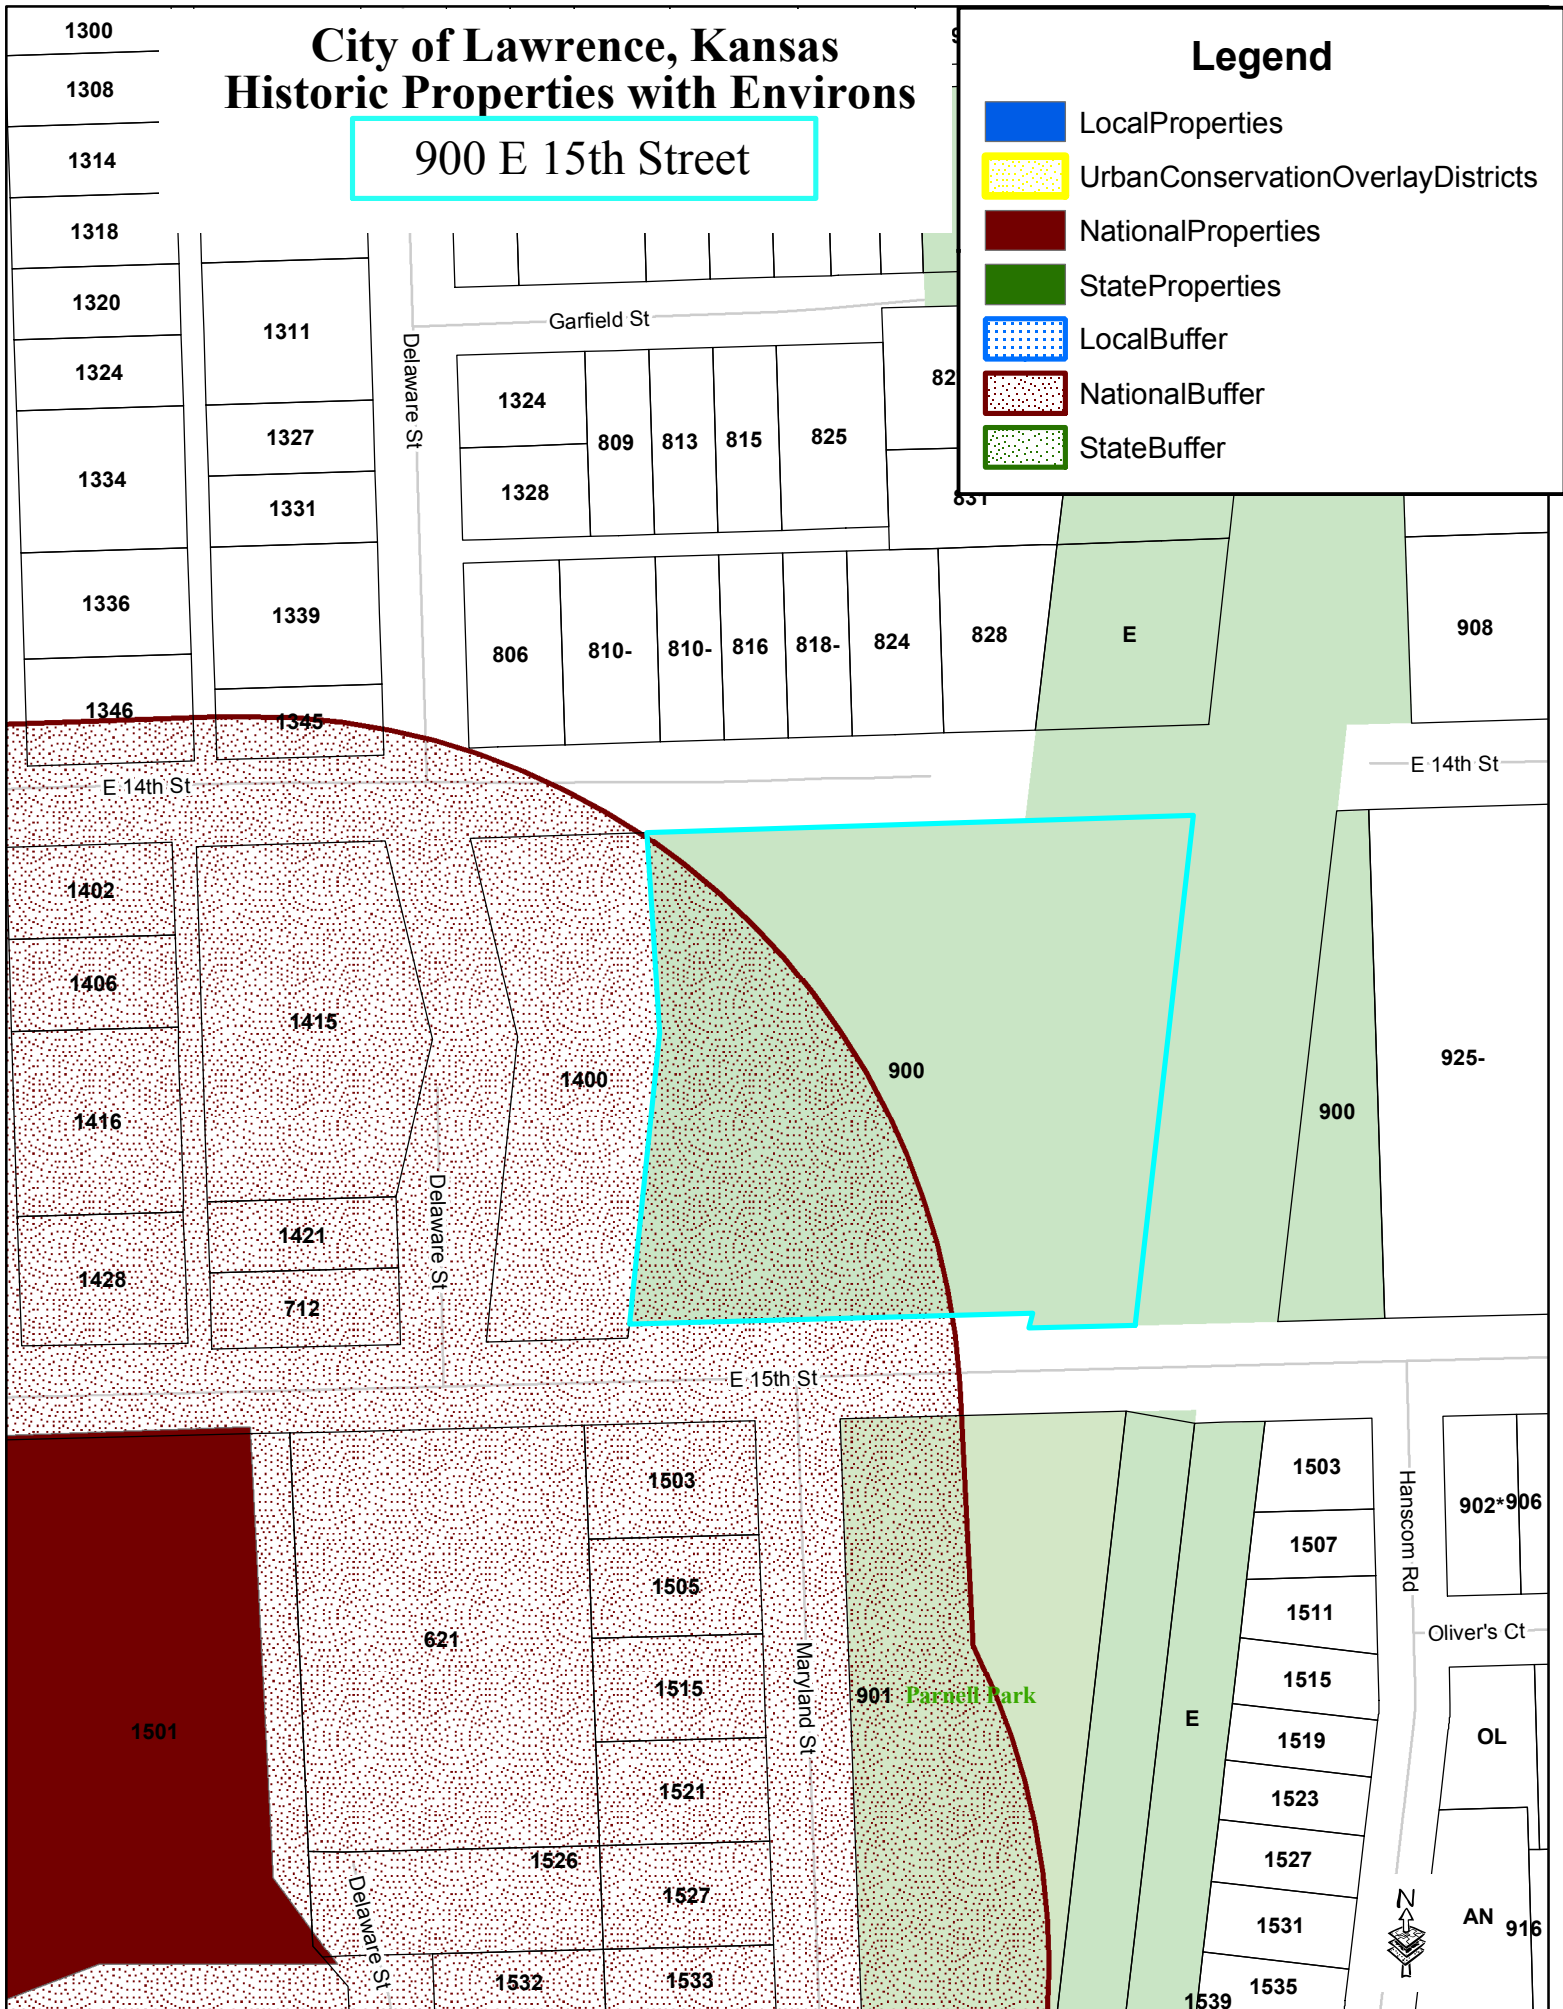 City of Lawrence, Kansas
Historic Properties with Environs
900 E 15th Street
Legend
LocalProperties
UrbanConservationOverlayDistricts
NationalProperties
StateProperties
LocalBuffer
NationalBuffer
StateBuffer
1300
1308
1314
1318
1320
1324
1334
1336
1346
1311
1327
1331
1339
1345
Delaware St
Garfield St
1324
1328
809
813
815
825
831
806
810-
810-
816
818-
824
828
E
908
E 14th St
E 14th St
1402
1406
1416
1428
1415
1421
712
Delaware St
1400
900
900
925-
E 15th St
1501
621
1503
1505
1515
1521
1526
1527
1532
1533
Delaware St
Maryland St
901
Parnell Park
E
1503
1507
1511
1515
1519
1523
1527
1531
1535
1539
Hanscom Rd
902*
906
Oliver's Ct
OL
AN
916
N